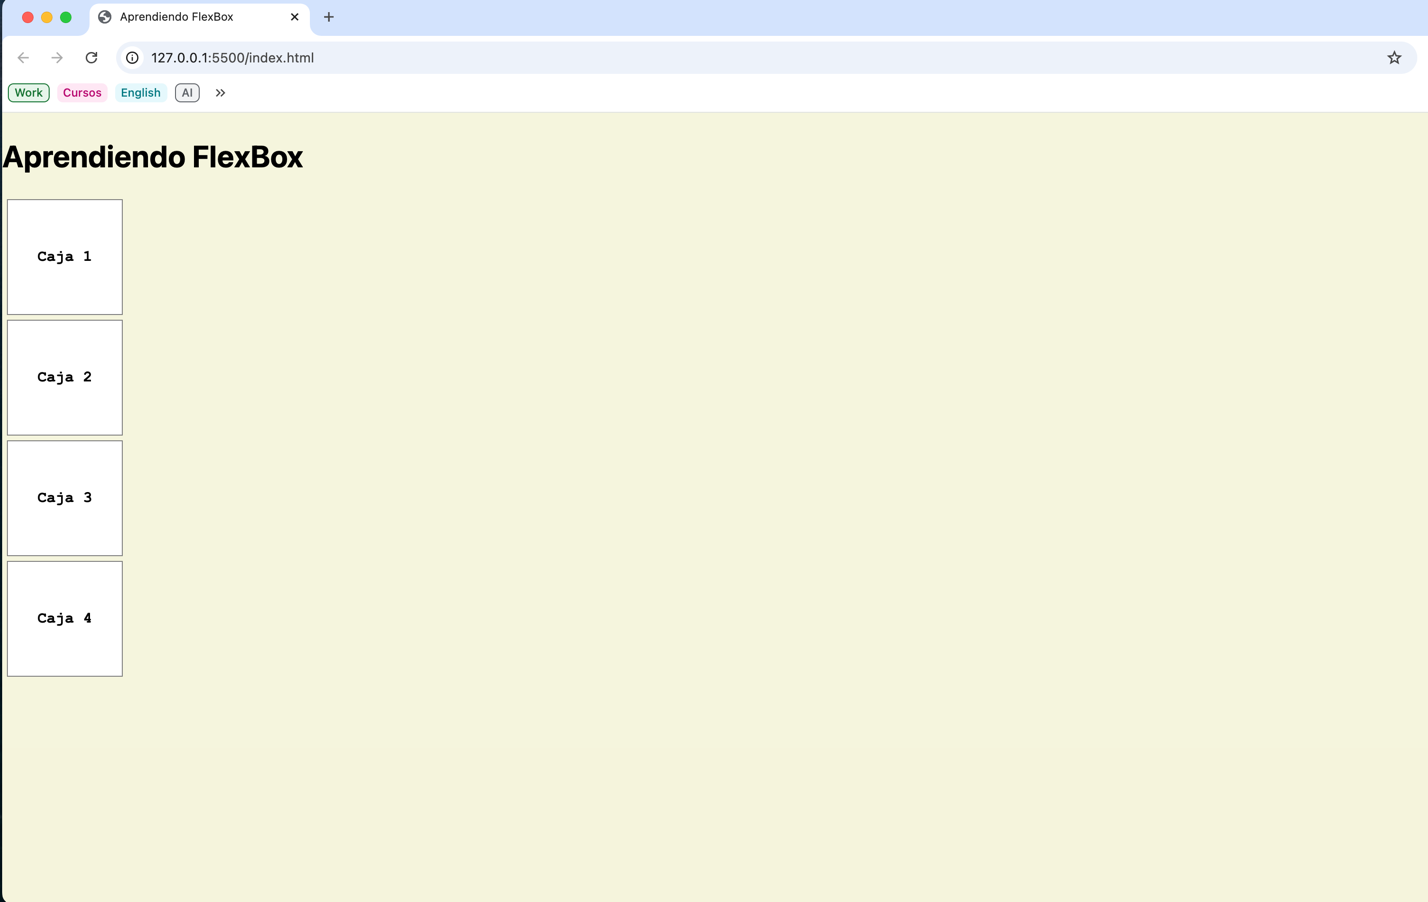 Aprendiendo FlexBox
127.0.0.1:5500/index.html
Work Cursos English AI
Aprendiendo FlexBox
Caja 1
Caja 2
Caja 3
Caja 4